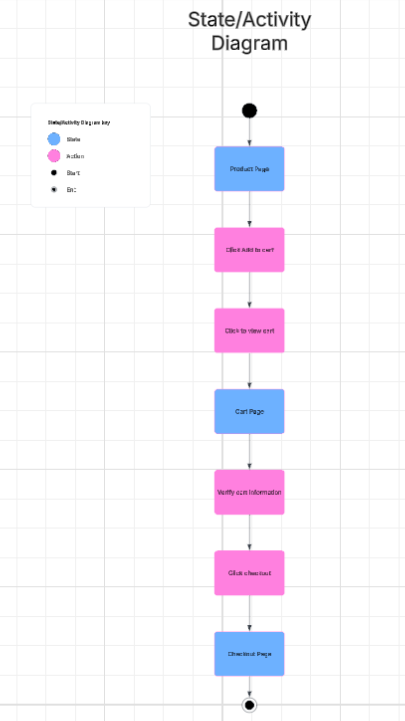 State/Activity
Diagram
State/Activity Diagram key
State
Action
Start
End
Product Page
Click Add to cart
Click to view cart
Cart Page
Verify cart information
Click checkout
Checkout Page